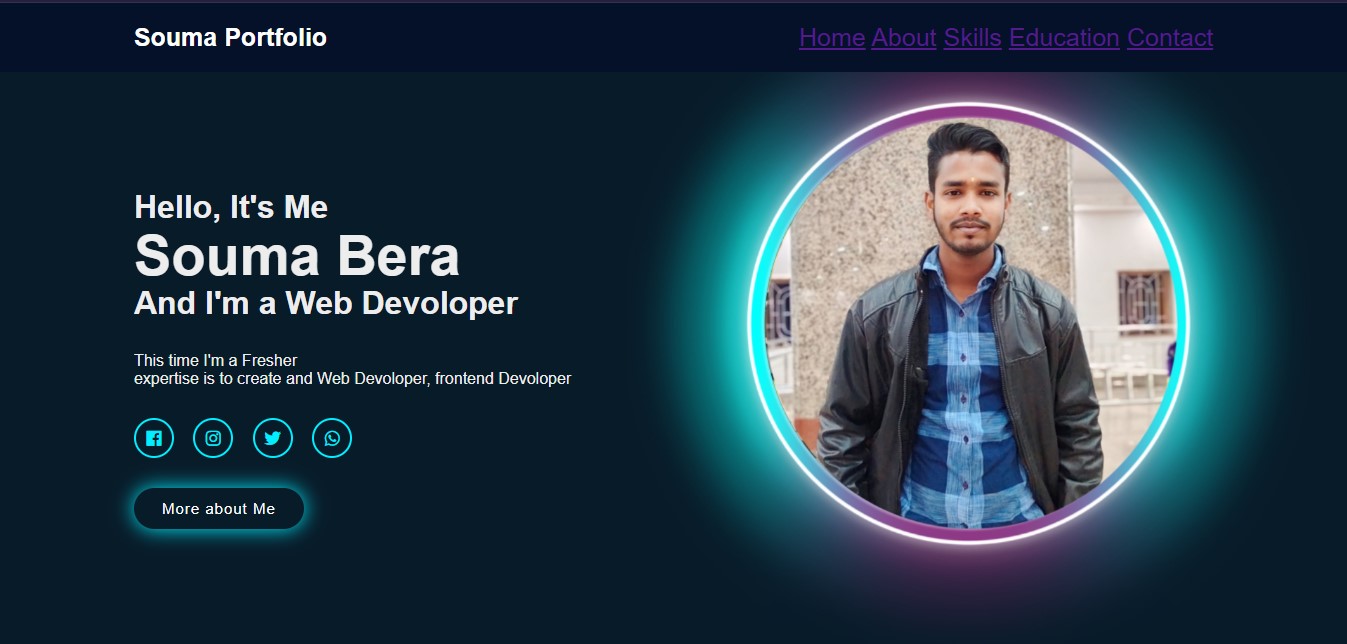 Souma Portfolio
Home About Skills Education Contact
Hello, It's Me
Souma Bera
And I'm a Web Devoloper
This time I'm a Fresher
expertise is to create and Web Devoloper, frontend Devoloper
More about Me